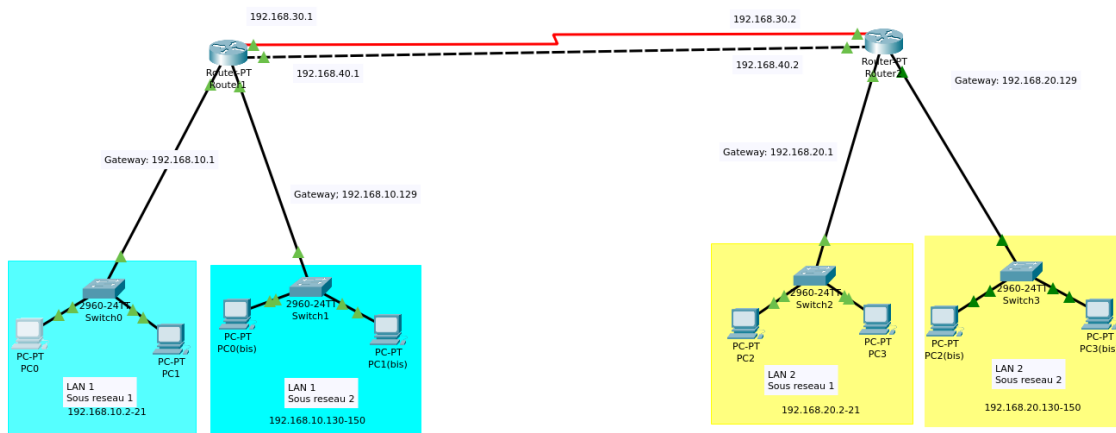 192.168.30.1
192.168.30.2
Router-PT
Router1
192.168.40.1
192.168.40.2
Router-PT
Gateway: 192.168.20.129
Gateway: 192.168.10.1
Gateway: 192.168.20.1
Gateway; 192.168.10.129
2960-24TT
Switch0
PC-PT
PC0
PC-PT
PC1
LAN 1
Sous reseau 1
192.168.10.2-21
2960-24TT
Switch1
PC-PT
PC0(bis)
PC-PT
PC1(bis)
LAN 1
Sous reseau 2
192.168.10.130-150
2960-24TT
Switch2
PC-PT
PC2
PC-PT
PC3
LAN 2
Sous reseau 1
192.168.20.2-21
2960-24TT
Switch3
PC-PT
PC2(bis)
PC-PT
PC3(bis)
LAN 2
Sous reseau 2
192.168.20.130-150